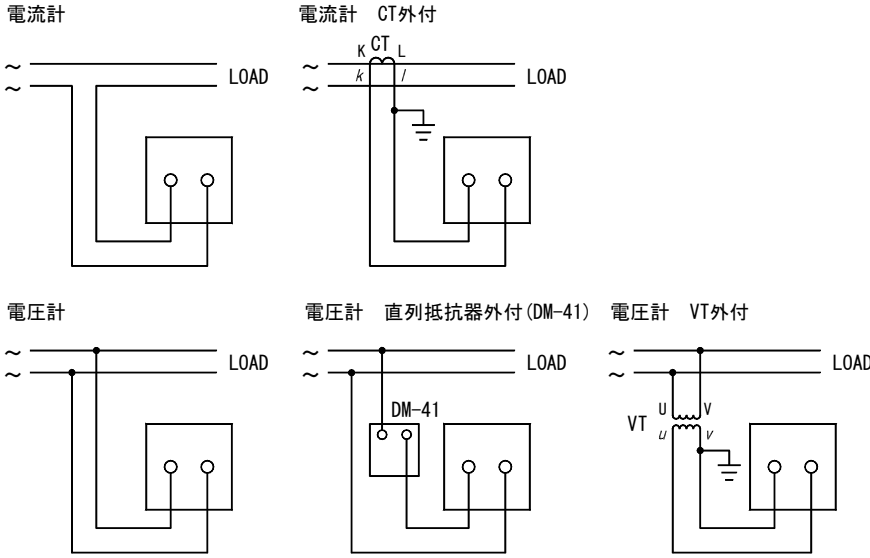 電流計
電流計 CT外付
K CT L
~
~
LOAD
~
~
k l
LOAD
電圧計
電圧計 直列抵抗器外付(DM-41)
電圧計 VT外付
~
~
LOAD
~
~
LOAD
~
~
LOAD
DM-41
U V
VT
u v